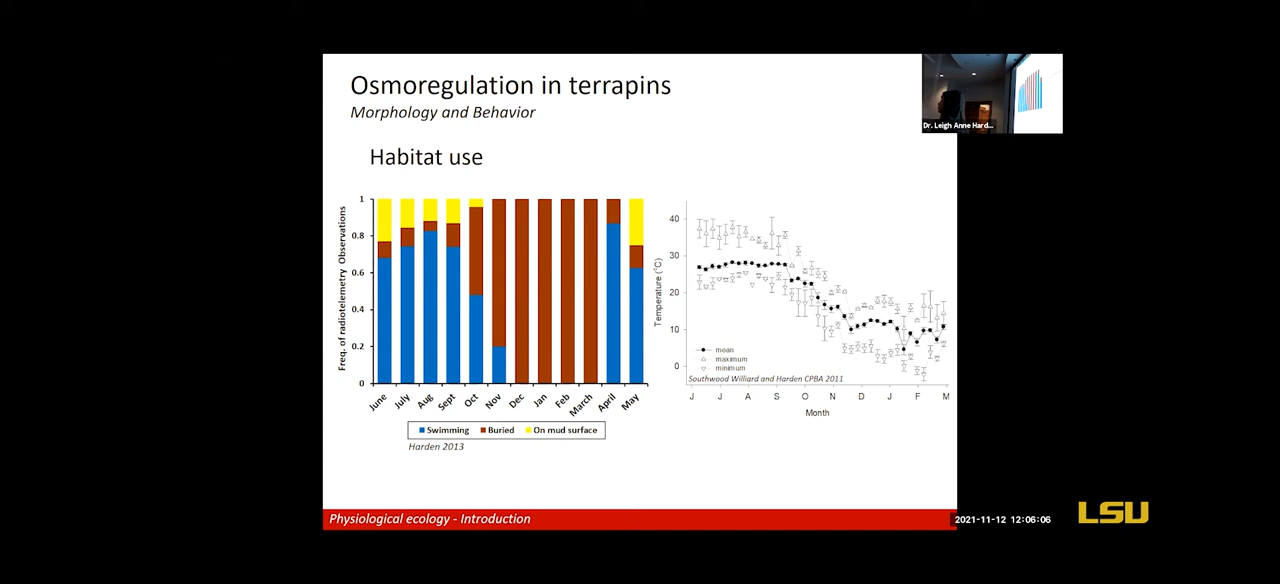 Osmoregulation in terrapins
Morphology and Behavior
Dr. Leigh Anne Hard...
Habitat use
Freq. of radiotelemetry Observations
1
0.8
0.6
0.4
0.2
0
June
July
Aug
Sept
Oct
Nov
Dec
Jan
Feb
March
April
May
Swimming Buried On mud surface
Harden 2013
Temperature (°C)
40
30
20
10
0
mean
maximum
minimum
Southwood Williard and Harden CPBA 2011
J J A S O N D J F M
Month
Physiological ecology - Introduction
2021-11-12 12:06:06
LSU